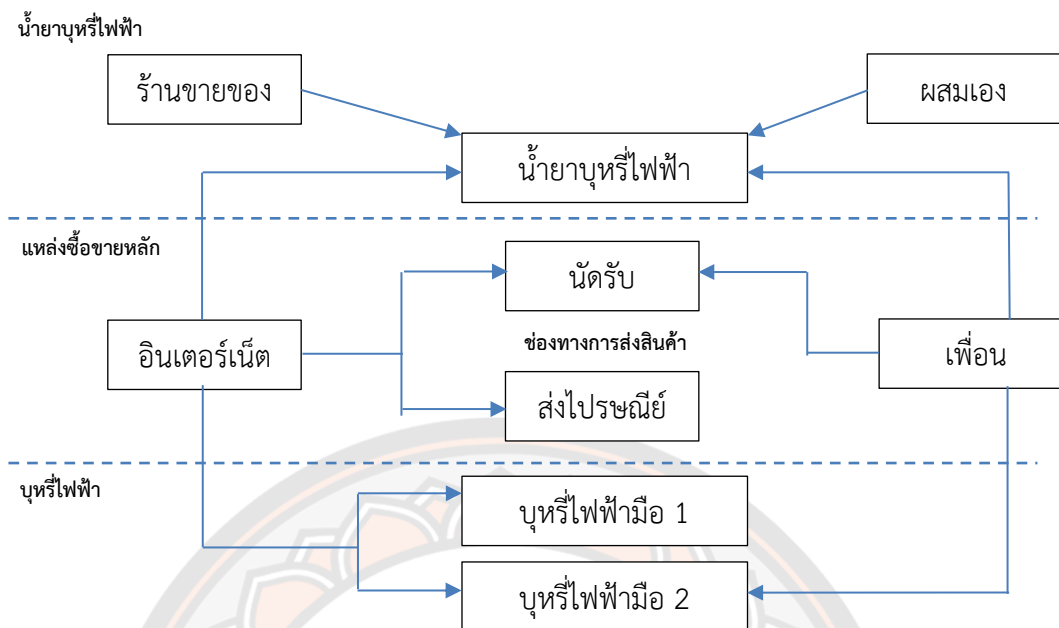 น้ำยาบุหรี่ไฟฟ้า
ร้านขายของ
ผสมเอง
น้ำยาบุหรี่ไฟฟ้า
แหล่งซื้อขายหลัก
นัดรับ
อินเตอร์เน็ต
ช่องทางการส่งสินค้า
เพื่อน
ส่งไปรษณีย์
บุหรี่ไฟฟ้า
บุหรี่ไฟฟ้ามือ 1
บุหรี่ไฟฟ้ามือ 2